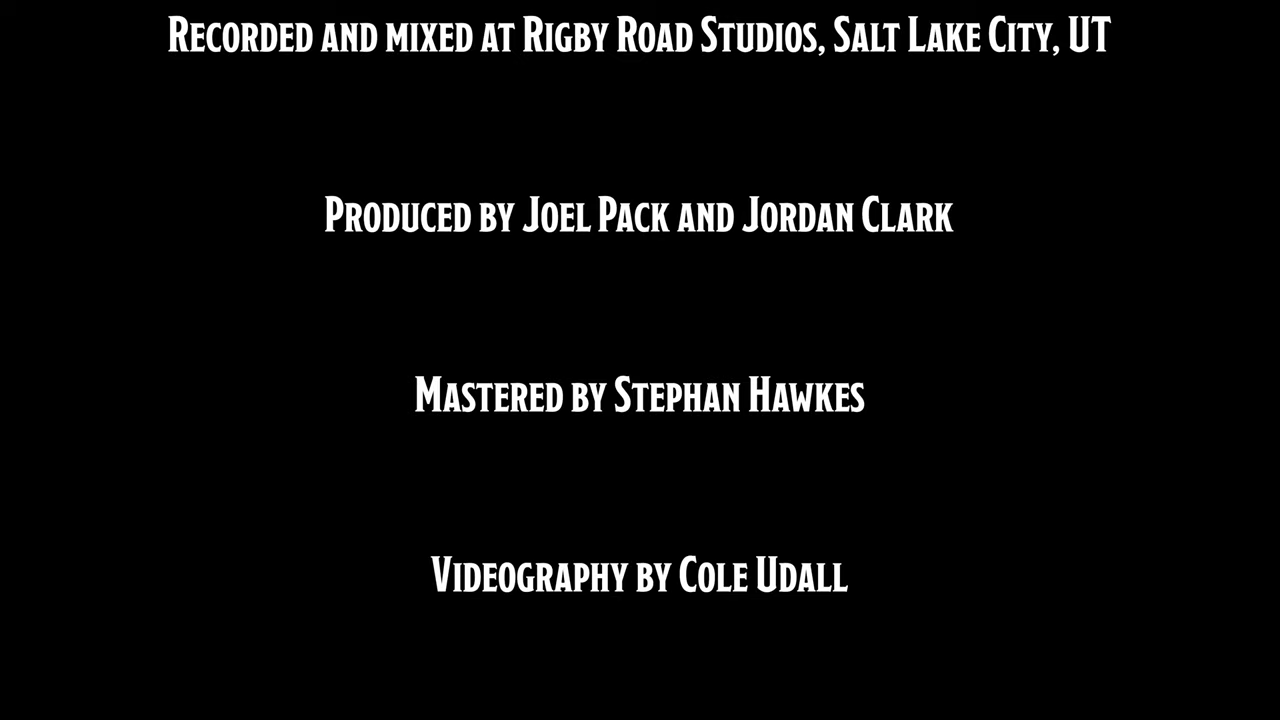 Recorded and mixed at Rigby Road Studios, Salt Lake City, UT
Produced by Joel Pack and Jordan Clark
Mastered by Stephan Hawkes
Videography by Cole Udall